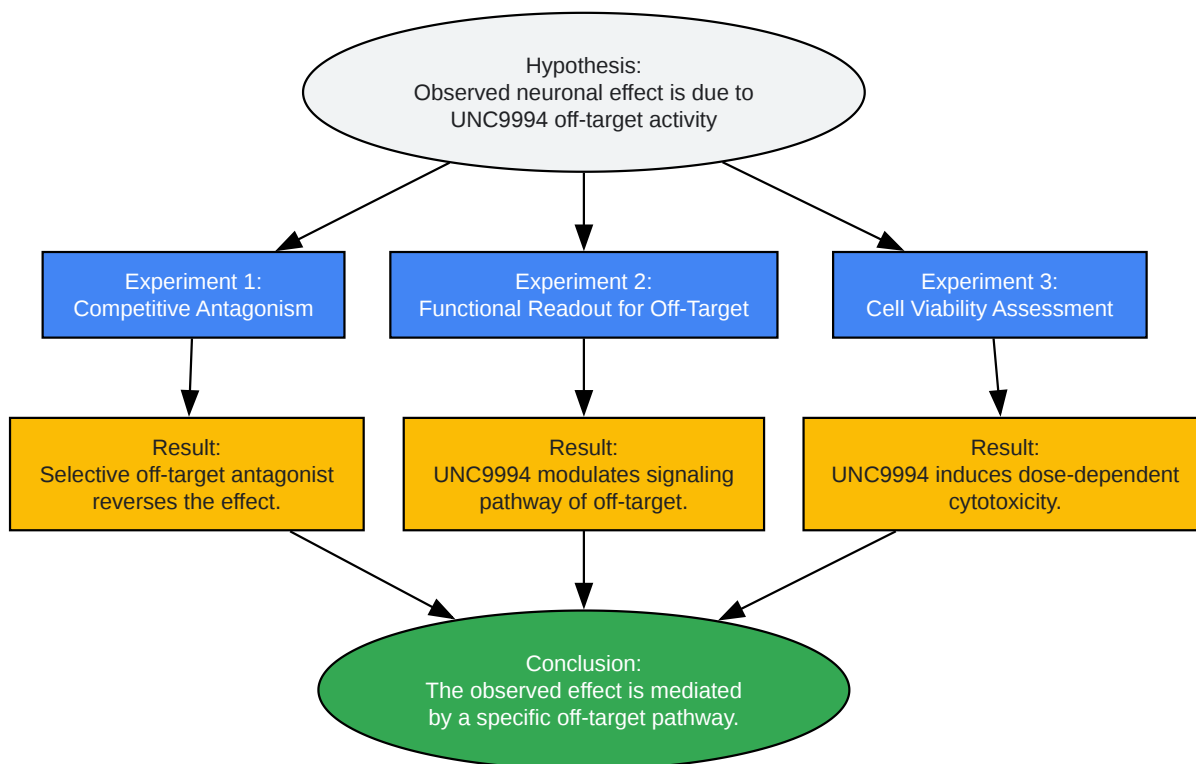 Hypothesis:
Observed neuronal effect is due to
UNC9994 off-target activity
Experiment 1:
Competitive Antagonism
Experiment 2:
Functional Readout for Off-Target
Experiment 3:
Cell Viability Assessment
Result:
Selective off-target antagonist
reverses the effect.
Result:
UNC9994 modulates signaling
pathway of off-target.
Result:
UNC9994 induces dose-dependent
cytotoxicity.
Conclusion:
The observed effect is mediated
by a specific off-target pathway.